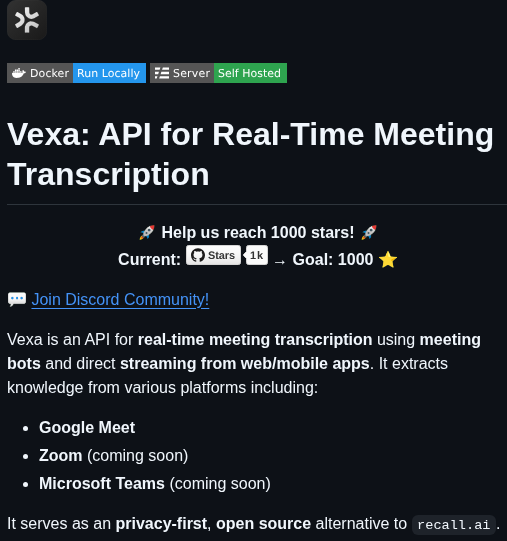 Docker Run Locally Server Self Hosted
Vexa: API for Real-Time Meeting
Transcription
🚀 Help us reach 1000 stars! 🚀
Current: Stars 1k → Goal: 1000 ⭐
💬 Join Discord Community!
Vexa is an API for real-time meeting transcription using meeting
bots and direct streaming from web/mobile apps. It extracts
knowledge from various platforms including:
• Google Meet
• Zoom (coming soon)
• Microsoft Teams (coming soon)
It serves as an privacy-first, open source alternative to recall.ai.